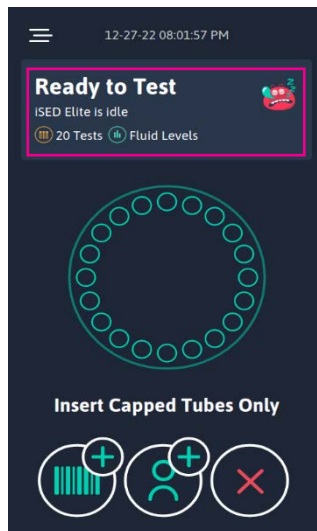 12-27-22 08:01:57 PM
Ready to Test
iSED Elite is idle
20 Tests Fluid Levels
Insert Capped Tubes Only